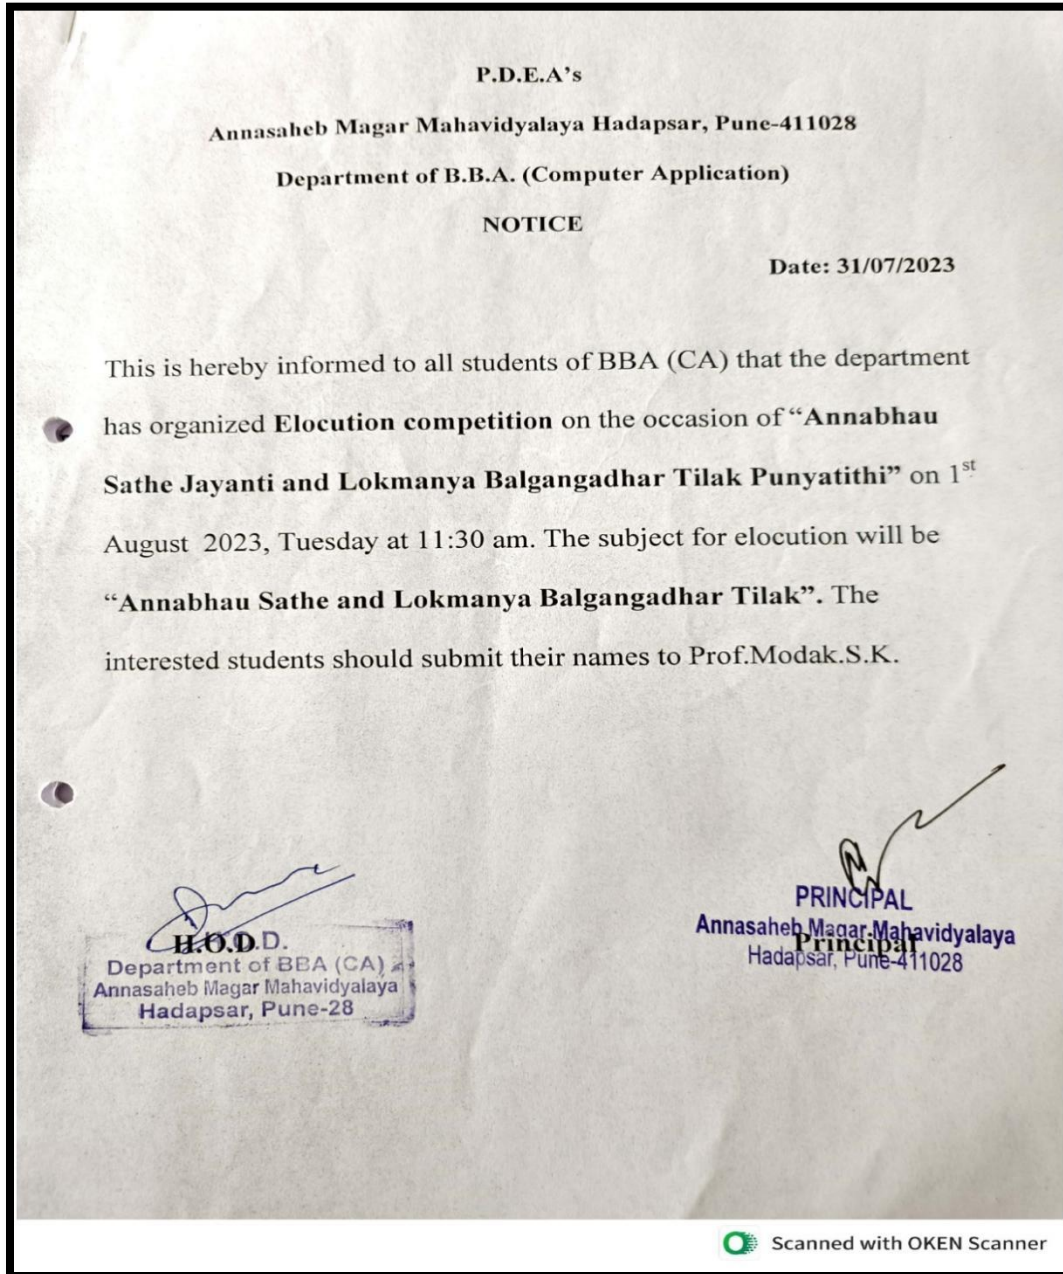 P.D.E.A's
Annasaheb Magar Mahavidyalaya Hadapsar, Pune-411028
Department of B.B.A. (Computer Application)
NOTICE
Date: 31/07/2023
This is hereby informed to all students of BBA (CA) that the department
has organized Elocution competition on the occasion of “Annabhau
Sathe Jayanti and Lokmanya Balgangadhar Tilak Punyatithi” on 1st
August 2023, Tuesday at 11:30 am. The subject for elocution will be
“Annabhau Sathe and Lokmanya Balgangadhar Tilak”. The
interested students should submit their names to Prof.Modak.S.K.
H.O.D
H.O.D.
Department of BBA (CA)
Annasaheb Magar Mahavidyalaya
Hadapsar, Pune-28
PRINCIPAL
Annasaheb Magar Mahavidyalaya
Principal
Hadapsar, Pune-411028
Scanned with OKEN Scanner